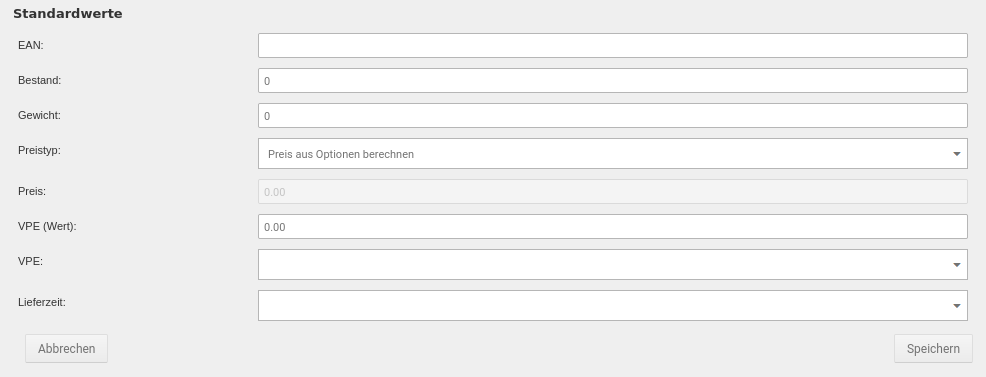 Standardwerte
EAN:
Bestand: 0
Gewicht: 0
Preistyp: Preis aus Optionen berechnen
Preis: 0.00
VPE (Wert): 0.00
VPE:
Lieferzeit:
Abbrechen Speichern